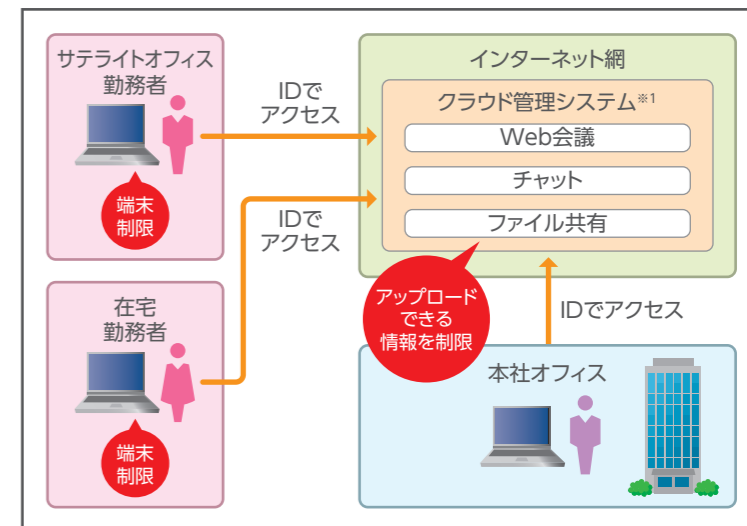 サテライトオフィス
勤務者
端末
制限
IDで
アクセス
在宅
勤務者
端末
制限
IDで
アクセス
インターネット網
クラウド管理システム※1
Web会議
チャット
ファイル共有
アップロード
できる
情報を制限
IDでアクセス
本社オフィス